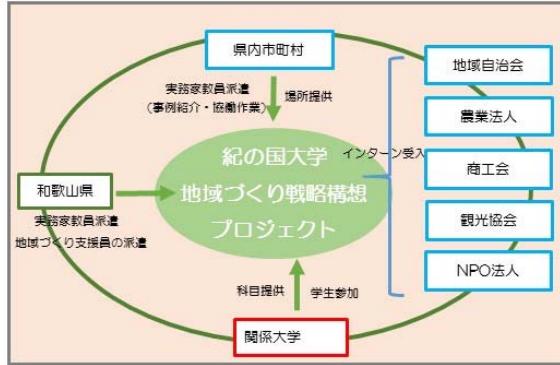 県内市町村
実務家教員派遣
(事例紹介・協働作業)
場所提供
地域自治会
農業法人
インターン受入
商工会
観光協会
NPO法人
紀の国大学
地域づくり戦略構想
プロジェクト
和歌山県
実務家教員派遣
地域づくり支援員の派遣
科目提供
学生参加
関係大学